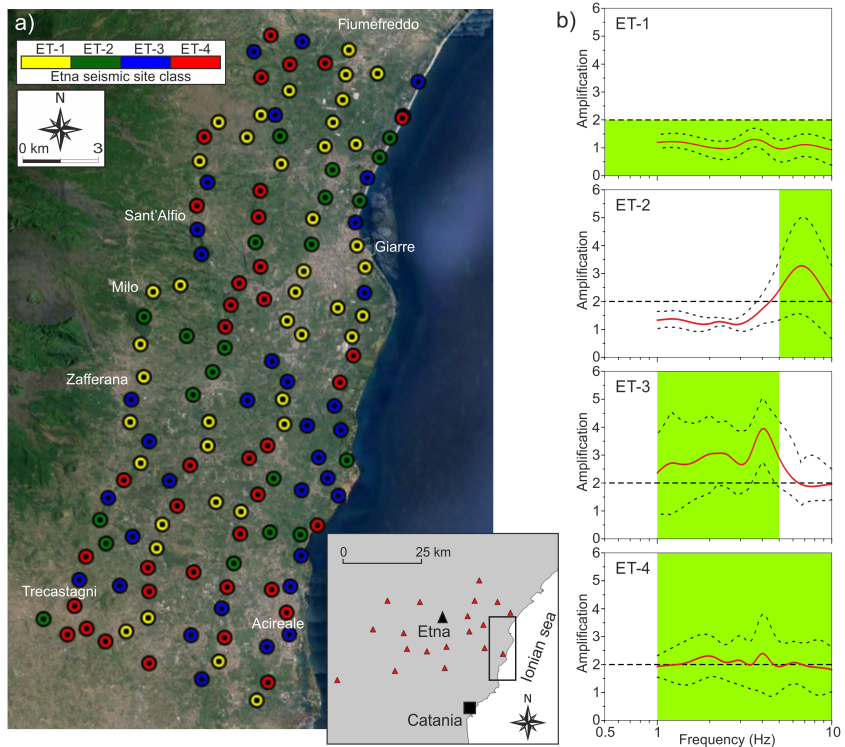 a)
Fiumefreddo
ET-1 ET-2 ET-3 ET-4
Etna seismic site class
N
0 km 3
Sant'Alfio
Giarre
Milo
Zafferana
Trecastagni
Acireale
0 25 km
Etna
Ionian sea
Catania
N
b)
ET-1
Amplification
6
5
4
3
2
1
0
ET-2
Amplification
6
5
4
3
2
1
0
ET-3
Amplification
6
5
4
3
2
1
0
ET-4
Amplification
6
5
4
3
2
1
0
0.5 1 10
Frequency (Hz)